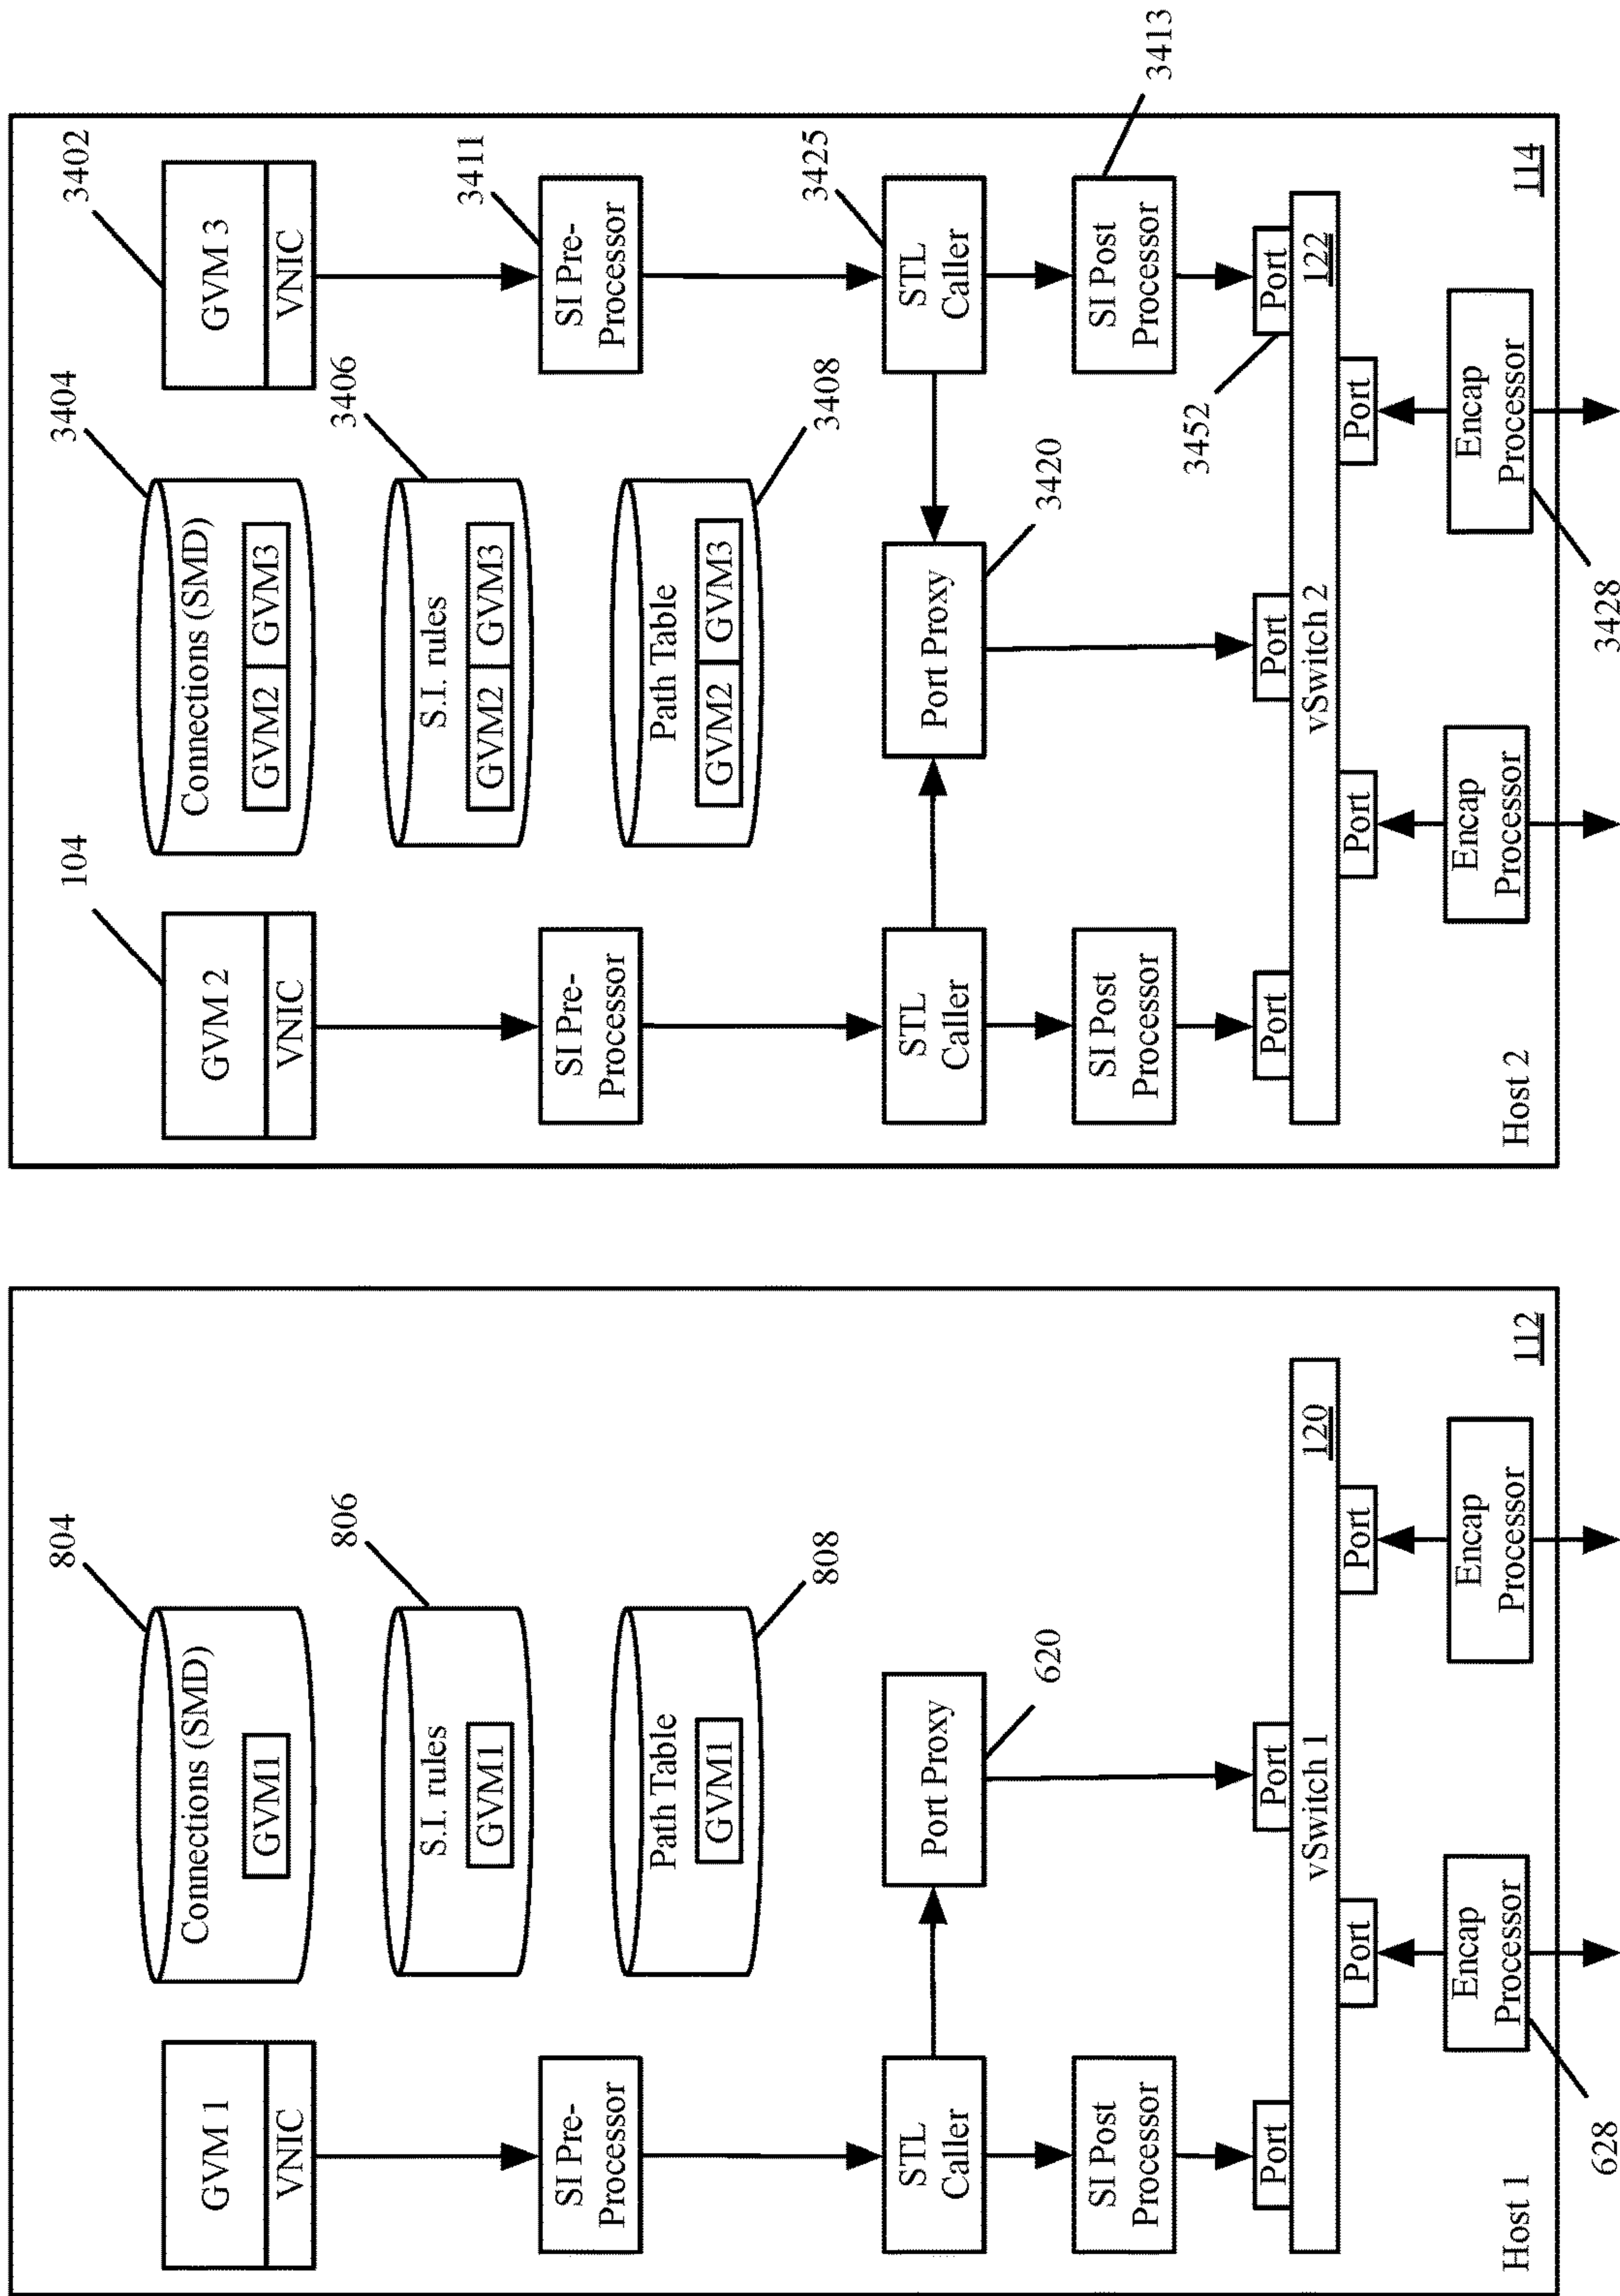 GVM 1
VNIC
Connections (SMD)
GVM1
804
S.I. rules
GVM1
806
Path Table
GVM1
808
SI Pre-
Processor
STL
Caller
Port Proxy
620
SI Post
Processor
Port
Port
vSwitch 1
120
Port
Port
Encap
Processor
628
Encap
Processor
Host 1
112
GVM 2
VNIC
104
Connections (SMD)
GVM2 GVM3
3404
GVM 3
VNIC
3402
S.I. rules
GVM2 GVM3
3406
Path Table
GVM2 GVM3
3408
SI Pre-
Processor
SI Pre-
Processor
3411
STL
Caller
Port Proxy
3420
STL
Caller
3425
SI Post
Processor
SI Post
Processor
3413
Port
Port
Port
3452
vSwitch 2
122
Port
Port
Encap
Processor
Encap
Processor
3428
Host 2
114